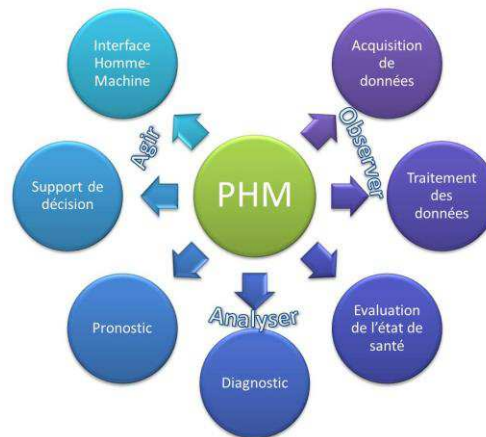 Interface
Homme-
Machine
Acquisition
de
données
Agir
Observer
Support de
décision
PHM
Traitement
des
données
Pronostic
Analyser
Evaluation
de l'état de
santé
Diagnostic